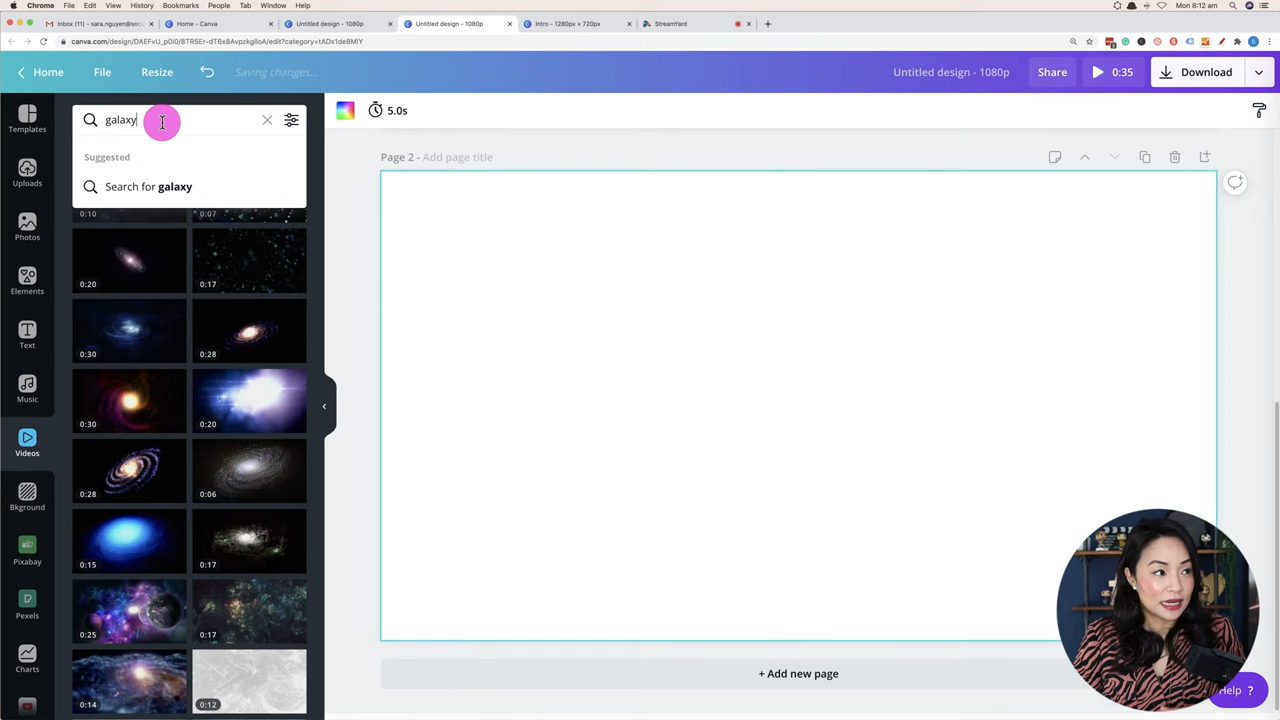 Chrome File Edit View History Bookmarks People Tab Window Help
Mon 8:12 AM
Inbox (11) - sara.nguyen@soci
Home - Canva
Untitled design - 1080p
Untitled design - 1080p
Intro - 1280px × 720px
StreamYard
Home File Resize Saving changes... Untitled design - 1080p Share 0:35 Download
galaxy
5.0s
Suggested
Search for galaxy
Page 2 - Add page title
Templates
Uploads
Photos
Elements
Text
Music
Videos
Bkground
Pixabay
Pexels
Charts
0:10 0:07
0:20 0:17
0:30 0:28
0:30 0:20
0:28 0:06
0:15 0:17
0:25 0:17
0:14 0:12
+ Add new page
Help ?